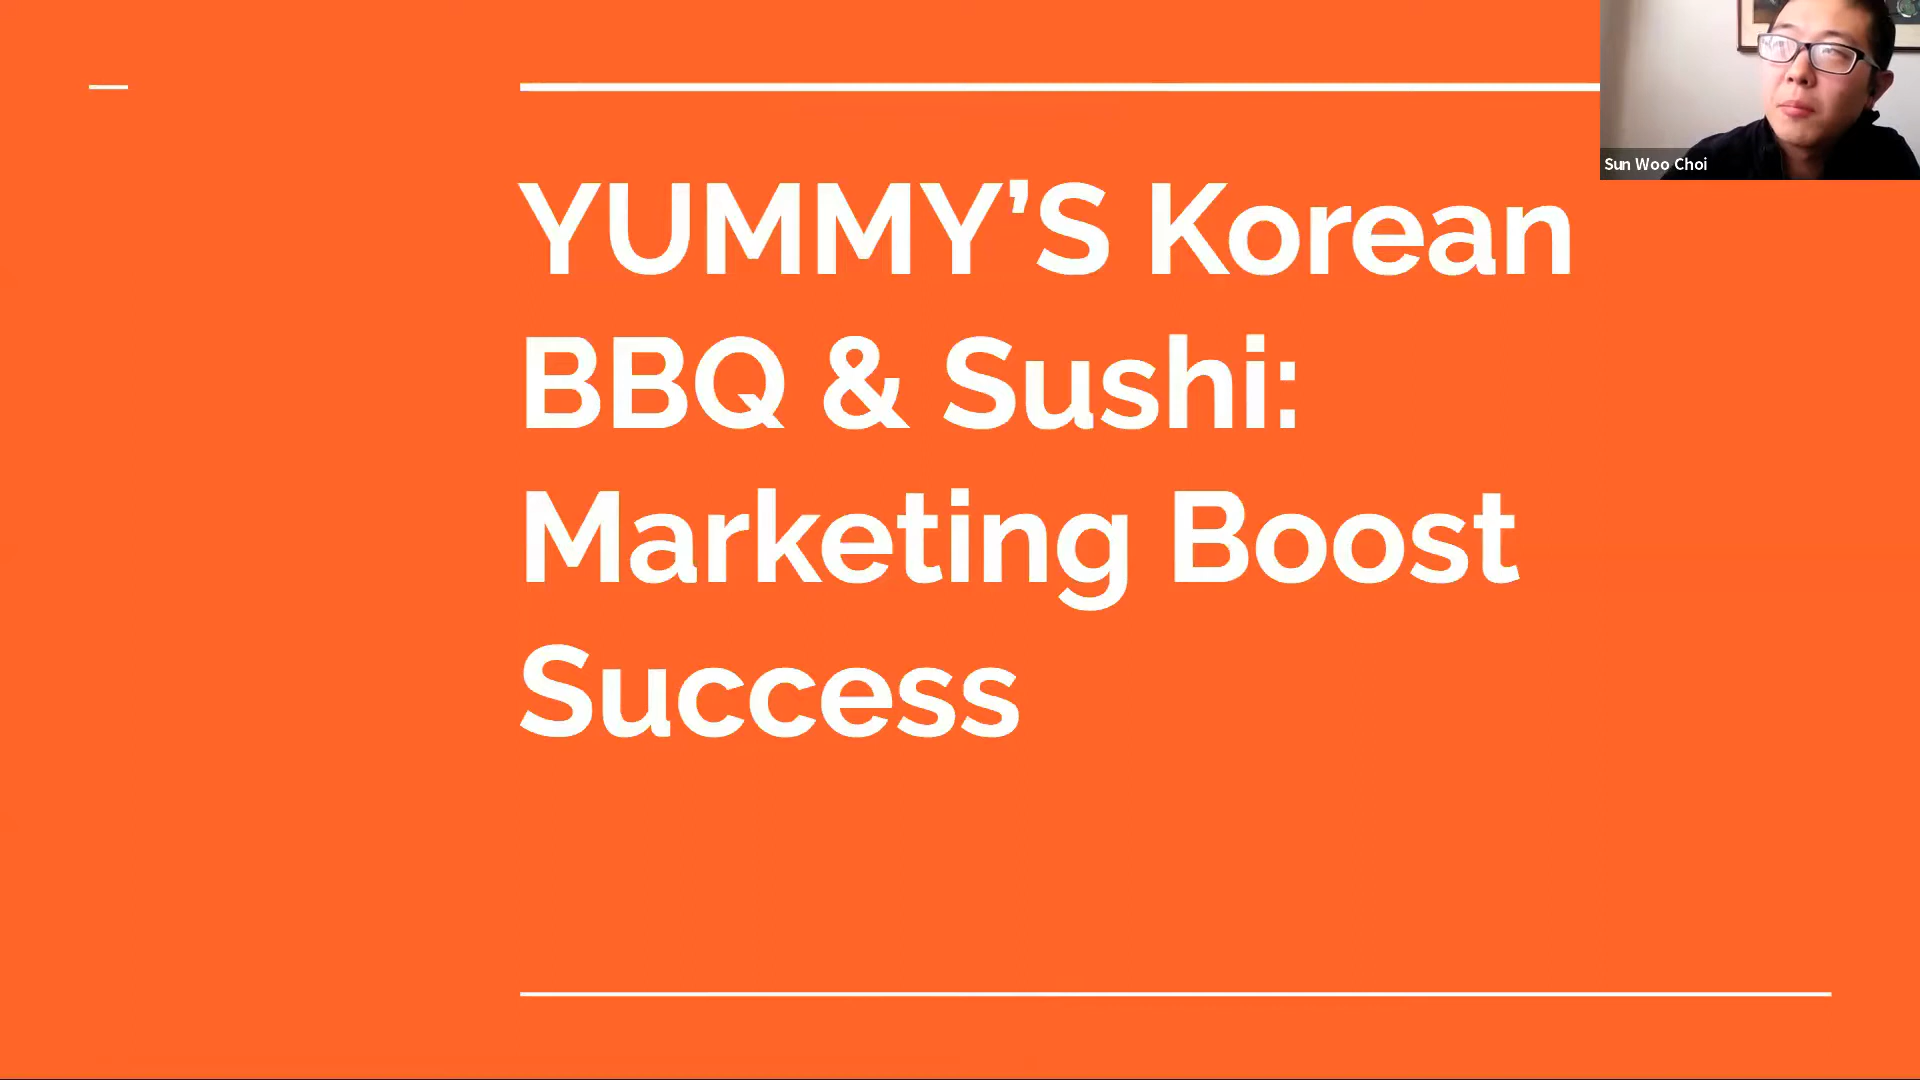 YUMMY’S Korean
BBQ & Sushi:
Marketing Boost
Success
Sun Woo Choi